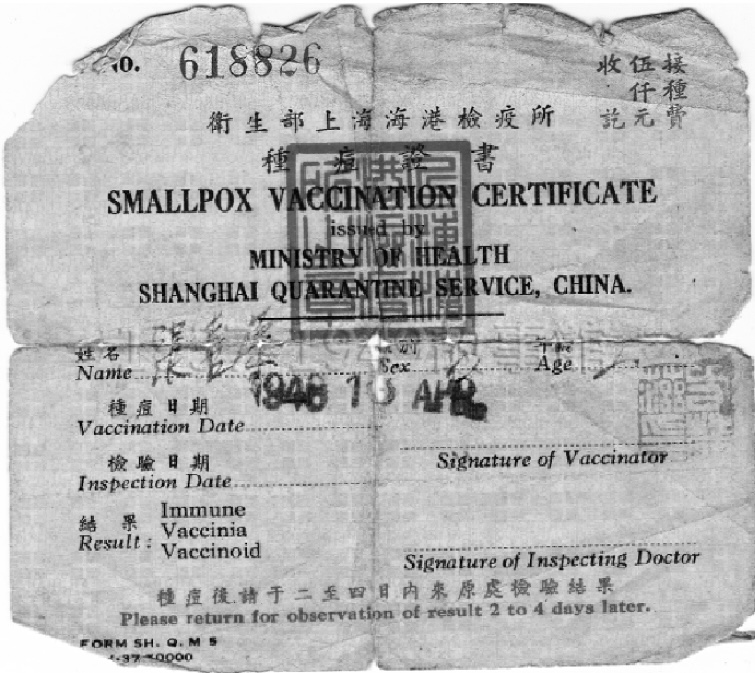 No. 618826
接種費
伍仟元
收訖
衛生部上海海港檢疫所
種痘證書
SMALLPOX VACCINATION CERTIFICATE
issued by
MINISTRY OF HEALTH
SHANGHAI QUARANTINE SERVICE, CHINA.
姓名
Name
Sex
Age
1948 APR
種痘日期
Vaccination Date
Signature of Vaccinator
檢驗日期
Inspection Date
結果
Result:
Immune
Vaccinia
Vaccinoid
Signature of Inspecting Doctor
種痘後請于二至四日內來原處檢驗結果
Please return for observation of result 2 to 4 days later.
FORM SH. Q. M 5